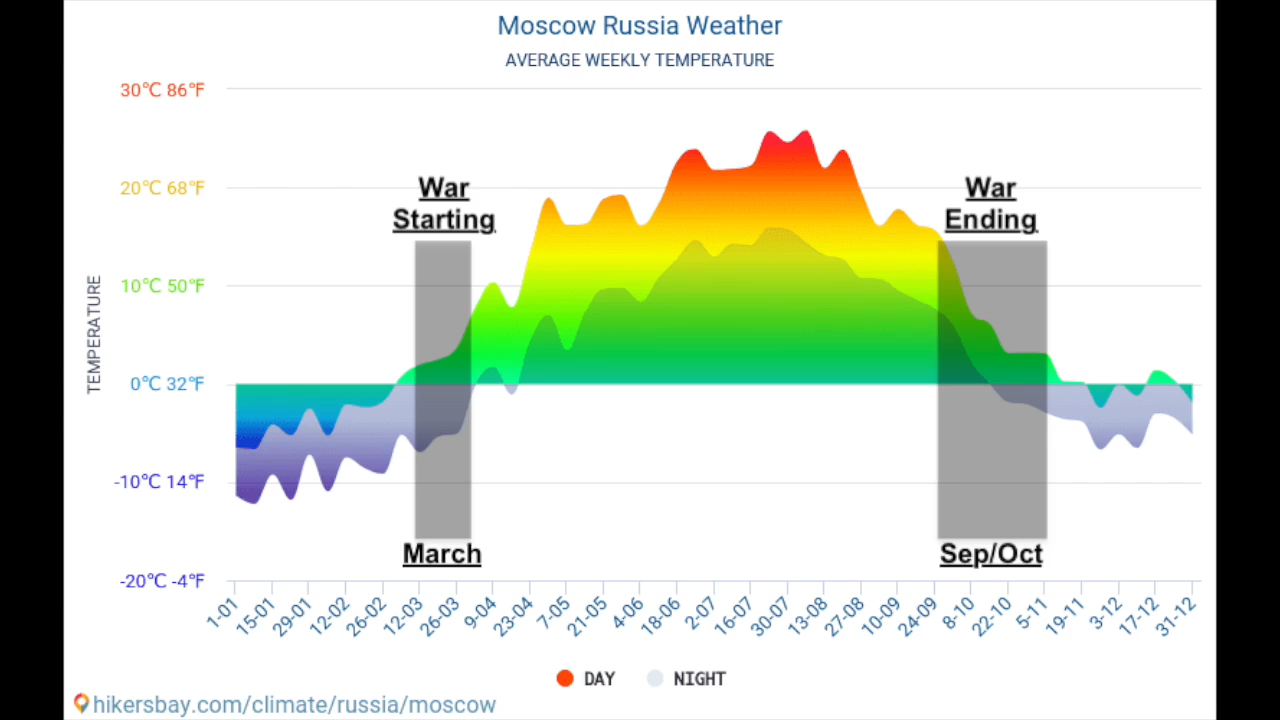 Moscow Russia Weather
AVERAGE WEEKLY TEMPERATURE
30℃ 86℉
20℃ 68℉
10℃ 50℉
0℃ 32℉
-10℃ 14℉
-20℃ -4℉
TEMPERATURE
War
Starting
War
Ending
March
Sep/Oct
1-01
15-01
29-01
12-02
26-02
12-03
26-03
9-04
23-04
7-05
21-05
4-06
18-06
2-07
16-07
30-07
13-08
27-08
10-09
24-09
8-10
22-10
5-11
19-11
3-12
17-12
31-12
DAY
NIGHT
hikersbay.com/climate/russia/moscow